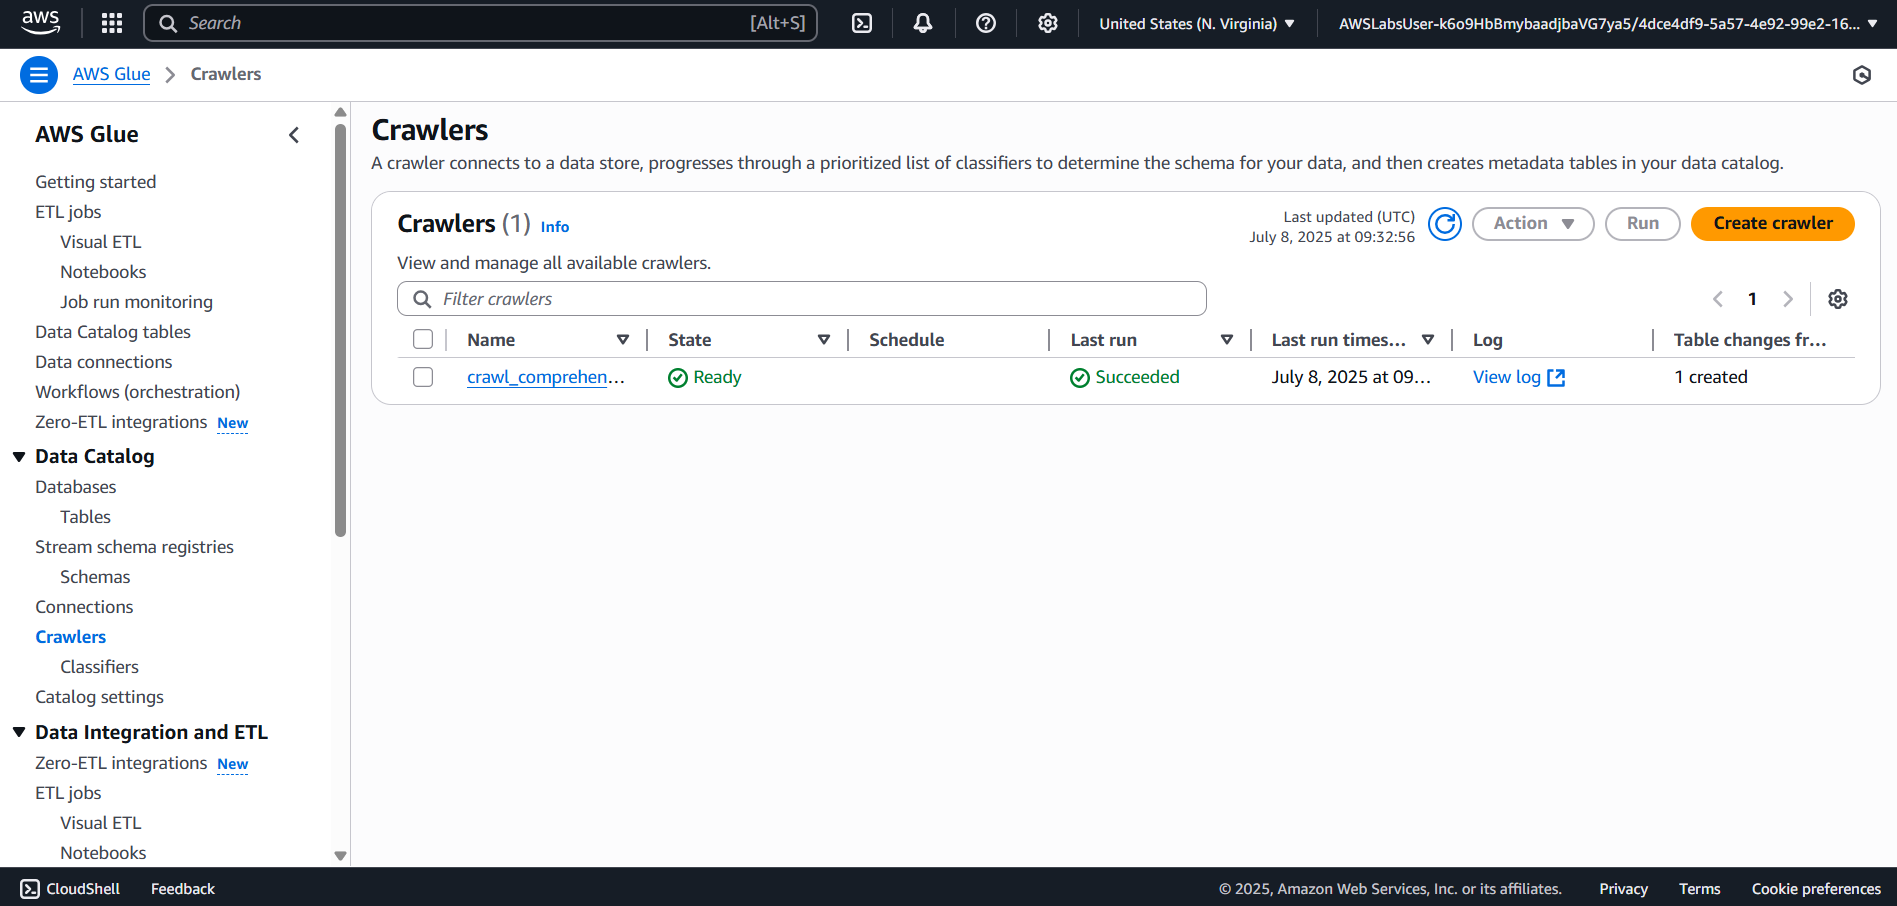 aws
Search [Alt+S]
United States (N. Virginia)
AWSLabsUser-k6o9HbBmybaadjbaVG7ya5/4dce4df9-5a57-4e92-99e2-16...
AWS Glue > Crawlers
AWS Glue
Getting started
ETL jobs
Visual ETL
Notebooks
Job run monitoring
Data Catalog tables
Data connections
Workflows (orchestration)
Zero-ETL integrations New
Data Catalog
Databases
Tables
Stream schema registries
Schemas
Connections
Crawlers
Classifiers
Catalog settings
Data Integration and ETL
Zero-ETL integrations New
ETL jobs
Visual ETL
Notebooks
Crawlers
A crawler connects to a data store, progresses through a prioritized list of classifiers to determine the schema for your data, and then creates metadata tables in your data catalog.
Crawlers (1) Info
Last updated (UTC)
July 8, 2025 at 09:32:56
Action
Run
Create crawler
View and manage all available crawlers.
Filter crawlers
1
Name State Schedule Last run Last run times... Log Table changes fr...
crawl_comprehen... Ready Succeeded July 8, 2025 at 09... View log 1 created
CloudShell Feedback © 2025, Amazon Web Services, Inc. or its affiliates. Privacy Terms Cookie preferences